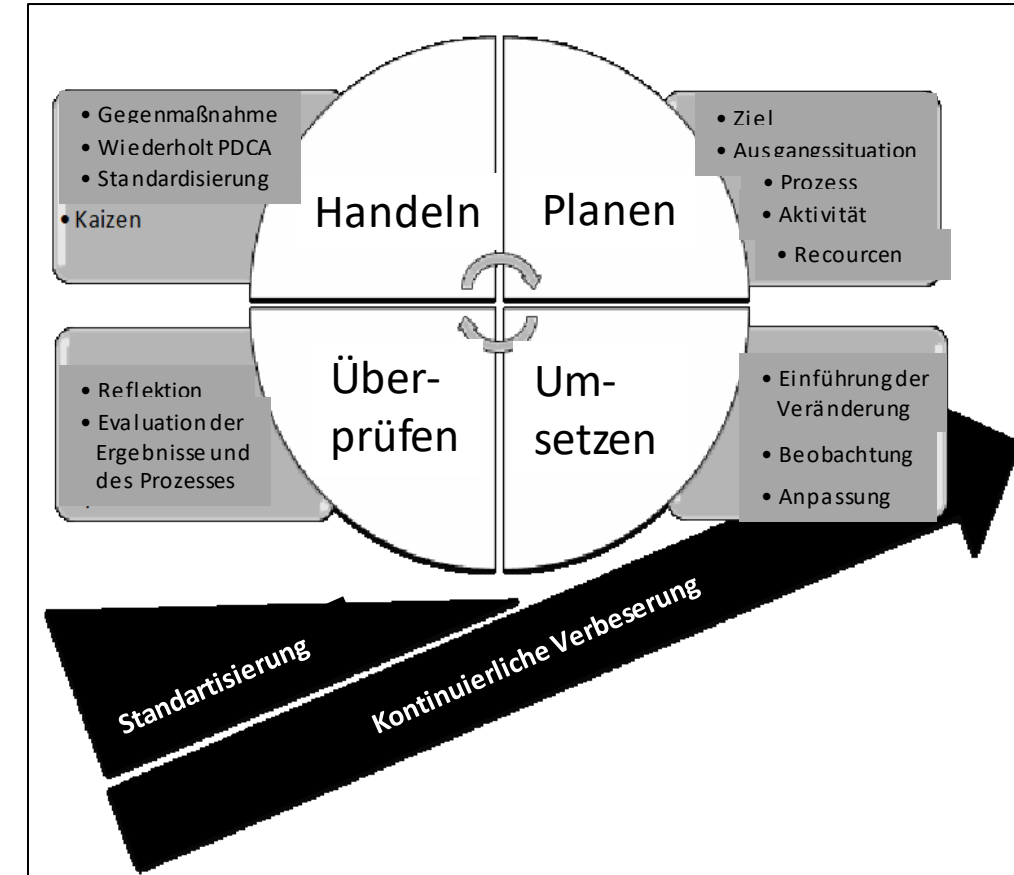 • Gegenmaßnahme
• Wiederholt PDCA
• Standardisierung
• Kaizen
Handeln
Planen
• Ziel
• Ausgangssituation
• Prozess
• Aktivität
• Recourcen
• Reflektion
• Evaluation der
Ergebnisse und
des Prozesses
Über-
prüfen
Um-
setzen
• Einführung der
Veränderung
• Beobachtung
• Anpassung
Standartisierung
Kontinuierliche Verbeserung